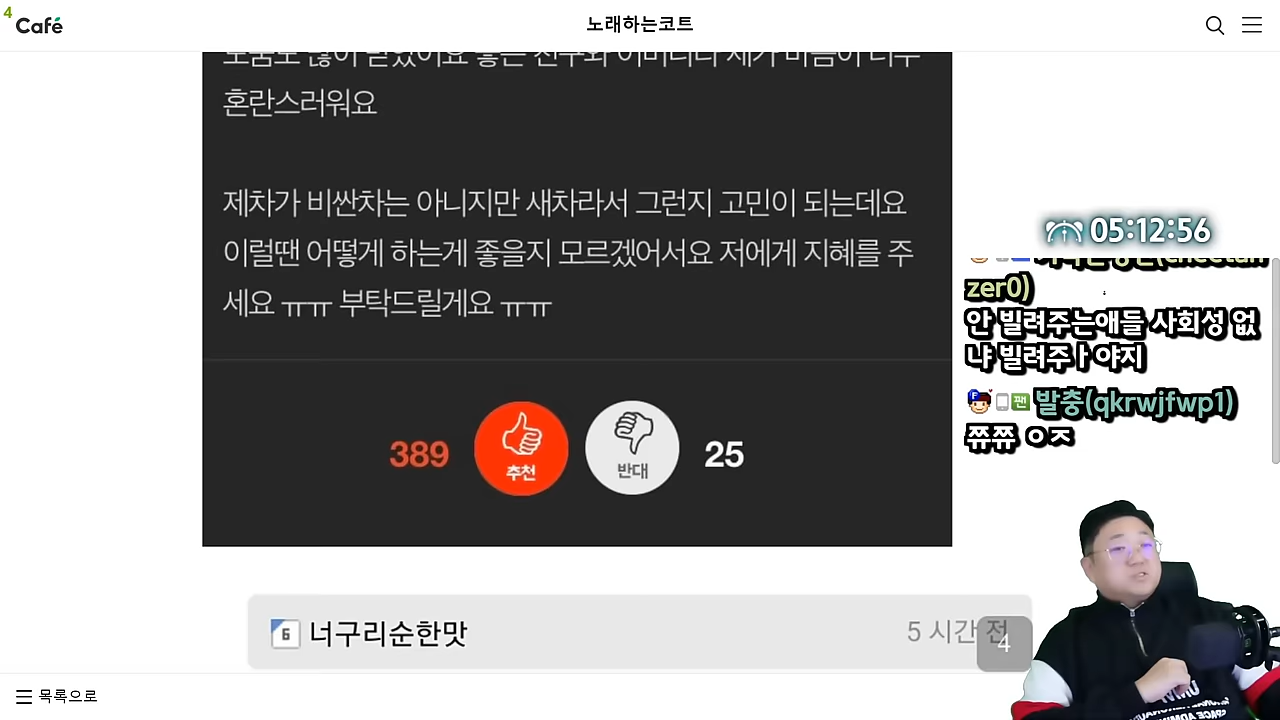 4
Café
노래하는코트
혼란스러워요
제차가 비싼차는 아니지만 새차라서 그런지 고민이 되는데요
이럴땐 어떻게 하는게 좋을지 모르겠어서요 저에게 지혜를 주
세요 ㅠㅠ 부탁드릴게요 ㅠㅠ
389
추천
반대
25
6 너구리순한맛
5 시간 전
4
목록으로
05:12:56
zer0)
안 빌려주는애들 사회성 없
냐 빌려주ㅏ야지
발충(qkrwjfwp1)
쮸쮸 ㅇㅈ